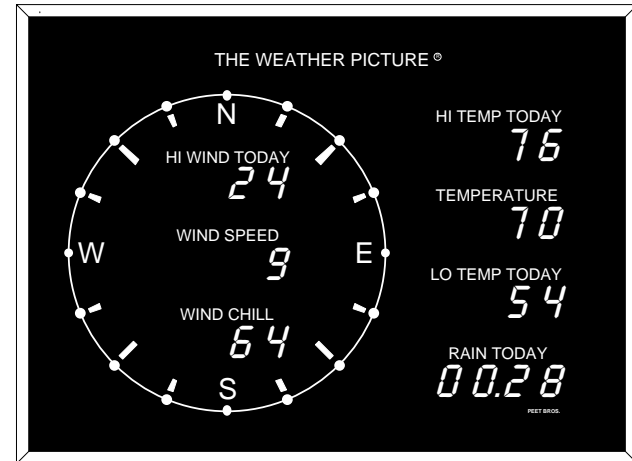 THE WEATHER PICTURE ®
N
HI WIND TODAY
24
WIND SPEED
9
W
E
WIND CHILL
64
S
HI TEMP TODAY
76
TEMPERATURE
70
LO TEMP TODAY
54
RAIN TODAY
00.28
PEET BROS.